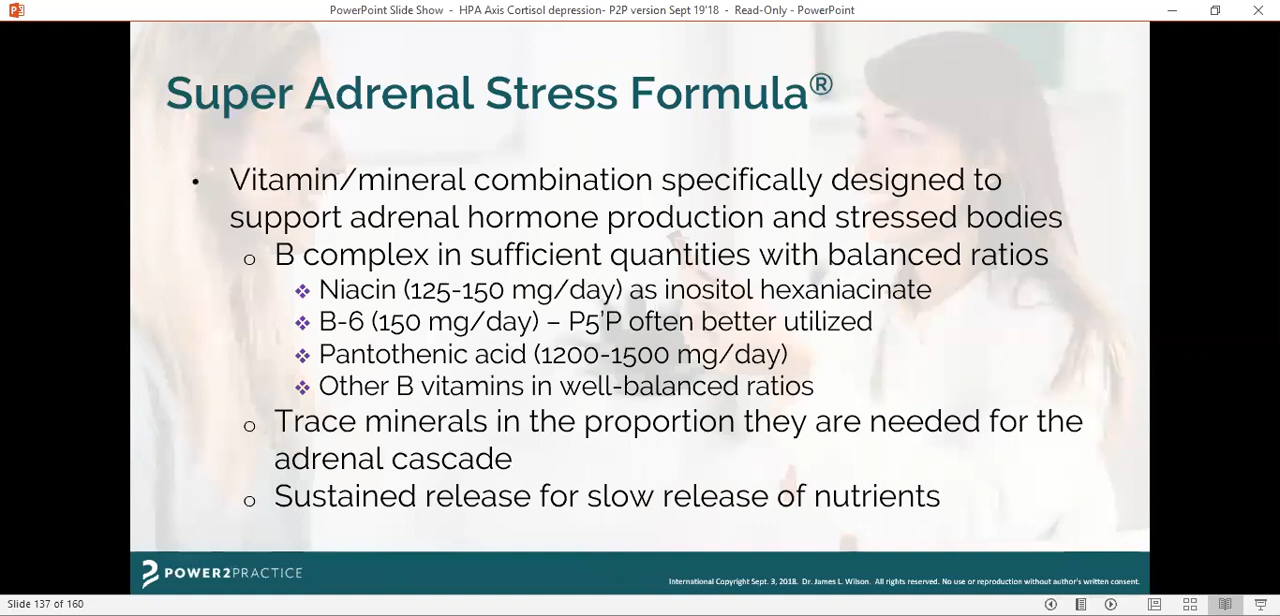 PowerPoint Slide Show - HPA Axis Cortisol depression- P2P version Sept 19'18 - Read-Only - PowerPoint
Super Adrenal Stress Formula®
• Vitamin/mineral combination specifically designed to
support adrenal hormone production and stressed bodies
o B complex in sufficient quantities with balanced ratios
❖ Niacin (125-150 mg/day) as inositol hexaniacinate
❖ B-6 (150 mg/day) – P5’P often better utilized
❖ Pantothenic acid (1200-1500 mg/day)
❖ Other B vitamins in well-balanced ratios
o Trace minerals in the proportion they are needed for the
adrenal cascade
o Sustained release for slow release of nutrients
POWER2PRACTICE
International Copyright Sept. 3, 2018. Dr. James L. Wilson. All rights reserved. No use or reproduction without author's written consent.
Slide 137 of 160